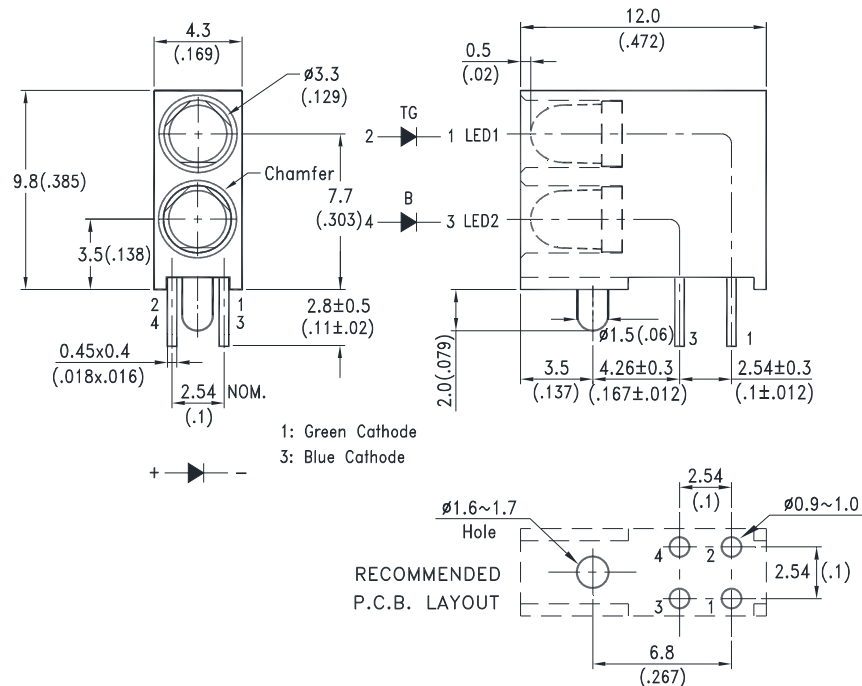 4.3
(.169)
ø3.3
(.129)
9.8(.385)
Chamfer
7.7
(.303)
3.5(.138)
2
4
1
3
2.8±0.5
(.11±.02)
0.45x0.4
(.018x.016)
2.54 NOM.
(.1)
TG
2 1 LED1
B
4 3 LED2
12.0
(.472)
0.5
(.02)
2.0(.079)
ø1.5(.06)
3
1
3.5
(.137)
4.26±0.3
(.167±.012)
2.54±0.3
(.1±.012)
1: Green Cathode
3: Blue Cathode
+ −
2.54
(.1)
ø1.6~1.7
Hole
ø0.9~1.0
4 2
2.54 (.1)
RECOMMENDED
P.C.B. LAYOUT
3 1
6.8
(.267)